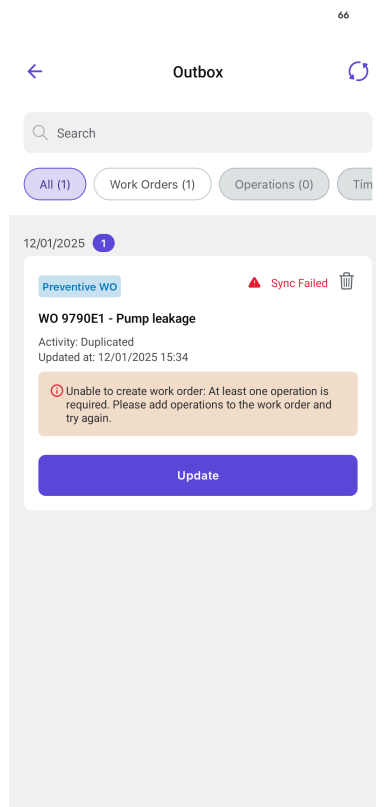 66
Outbox
Search
All (1)
Work Orders (1)
Operations (0)
Tim
12/01/2025
1
Preventive WO
Sync Failed
WO 9790E1 - Pump leakage
Activity: Duplicated
Updated at: 12/01/2025 15:34
Unable to create work order: At least one operation is
required. Please add operations to the work order and
try again.
Update